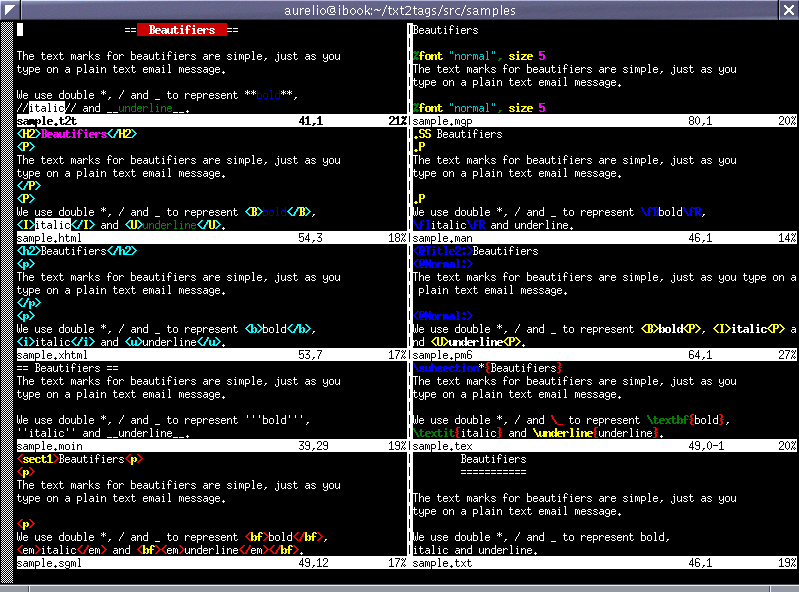 aurelio@ibook:~/txt2tags/src/samples
== Beautifiers ==
The text marks for beautifiers are simple, just as you
type on a plain text email message.
We use double *, / and _ to represent **bold**,
//italic// and __underline__.
sample.t2t 41,1 21%
<H2>Beautifiers</H2>
<P>
The text marks for beautifiers are simple, just as you
type on a plain text email message.
</P>
<P>
We use double *, / and _ to represent <B>bold</B>,
<I>italic</I> and <U>underline</U>.
sample.html 54,3 18%
<h2>Beautifiers</h2>
<p>
The text marks for beautifiers are simple, just as you
type on a plain text email message.
</p>
<p>
We use double *, / and _ to represent <b>bold</b>,
<i>italic</i> and <u>underline</u>.
sample.xhtml 53,7 17%
== Beautifiers ==
The text marks for beautifiers are simple, just as you
type on a plain text email message.
We use double *, / and _ to represent '''bold''',
''italic'' and __underline__.
sample.moin 39,29 19%
<sect1>Beautifiers<p>
<p>
The text marks for beautifiers are simple, just as you
type on a plain text email message.
<p>
We use double *, / and _ to represent <bf>bold</bf>,
<em>italic</em> and <bf><em>underline</em></bf>.
sample.sgml 49,12 17%
Beautifiers
%font "normal", size 5
The text marks for beautifiers are simple, just as you
type on a plain text email message.
%font "normal", size 5
sample.mgp 80,1 20%
.SS Beautifiers
.P
The text marks for beautifiers are simple, just as you
type on a plain text email message.
.P
We use double *, / and _ to represent \fBbold\fR,
\fIitalic\fR and underline.
sample.man 46,1 14%
<@Title2:>Beautifiers
<@Normal:>
The text marks for beautifiers are simple, just as you type on a
plain text email message.
<@Normal:>
We use double *, / and _ to represent <B>bold<P>, <I>italic<P> a
nd <U>underline<P>.
sample.pm6 64,1 27%
\subsection*{Beautifiers}
The text marks for beautifiers are simple, just as you
type on a plain text email message.
We use double *, / and \_ to represent \textbf{bold},
\textit{italic} and \underline{underline}.
sample.tex 49,0-1 20%
Beautifiers
===========
The text marks for beautifiers are simple, just as you
type on a plain text email message.
We use double *, / and _ to represent bold,
italic and underline.
sample.txt 46,1 19%